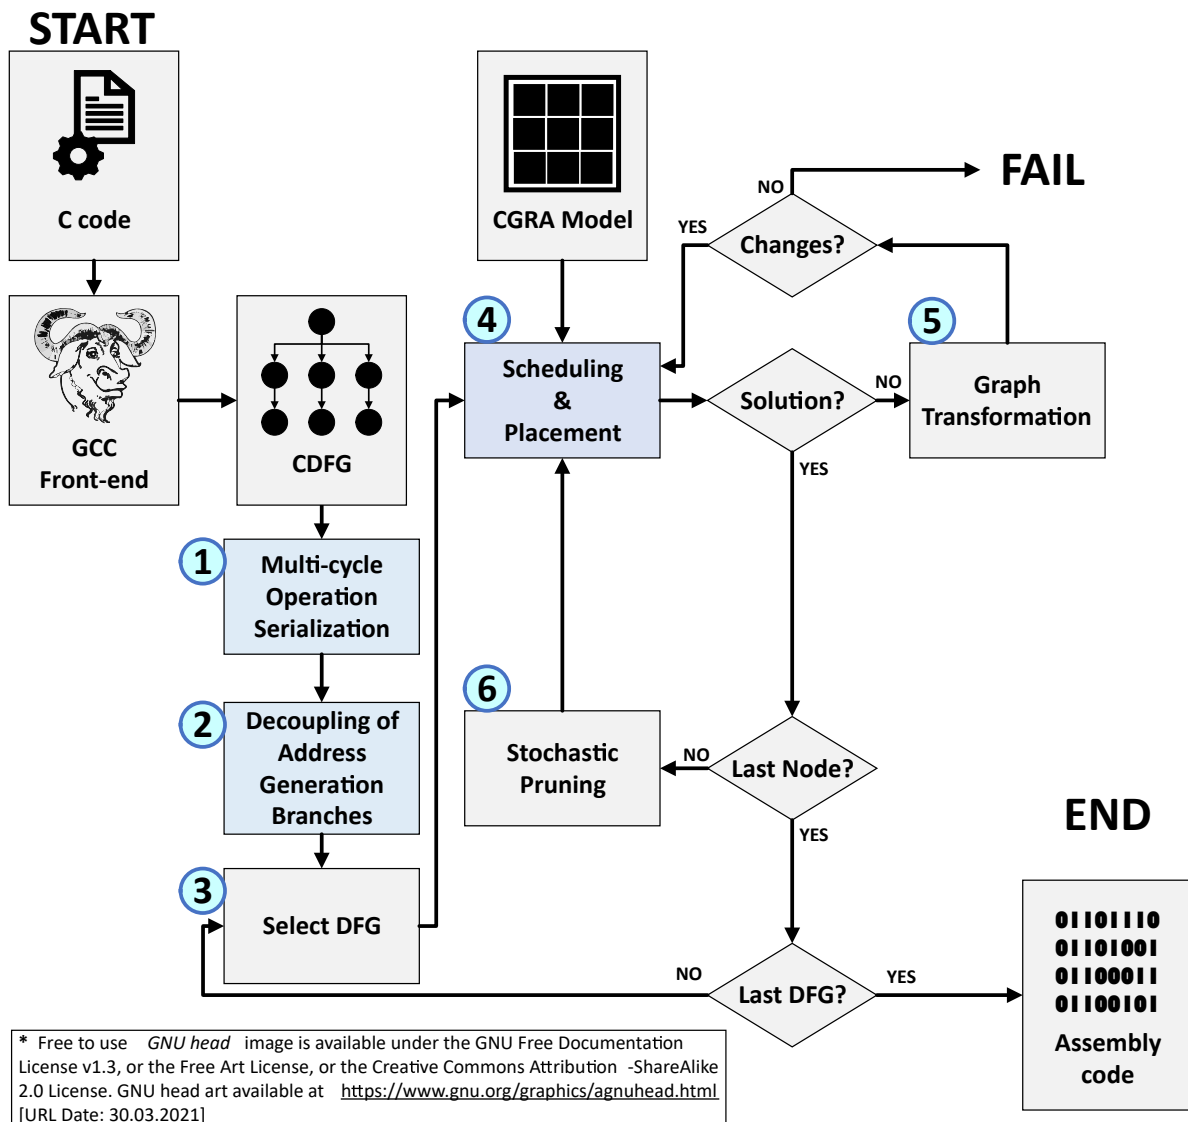 START
C code
GCC
Front-end
CDFG
1
Multi-cycle
Operation
Serialization
2
Decoupling of
Address
Generation
Branches
3
Select DFG
CGRA Model
4
Scheduling
&
Placement
Solution?
NO
YES
5
Graph
Transformation
Changes?
YES
NO
FAIL
6
Stochastic
Pruning
NO
Last Node?
YES
NO
Last DFG?
YES
END
01101110
01101001
01100011
01100101
Assembly
code
* Free to use GNU head image is available under the GNU Free Documentation
License v1.3, or the Free Art License, or the Creative Commons Attribution -ShareAlike
2.0 License. GNU head art available at https://www.gnu.org/graphics/agnuhead.html
[URL Date: 30.03.2021]